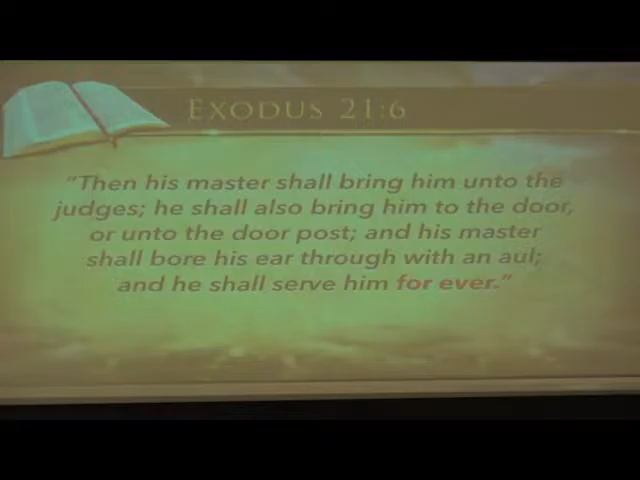 EXODUS 21:6
"Then his master shall bring him unto the
judges; he shall also bring him to the door,
or unto the door post; and his master
shall bore his ear through with an aul;
and he shall serve him for ever."